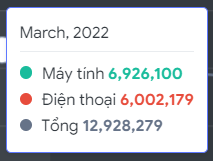 March, 2022
Máy tính 6,926,100
Điện thoại 6,002,179
Tổng 12,928,279